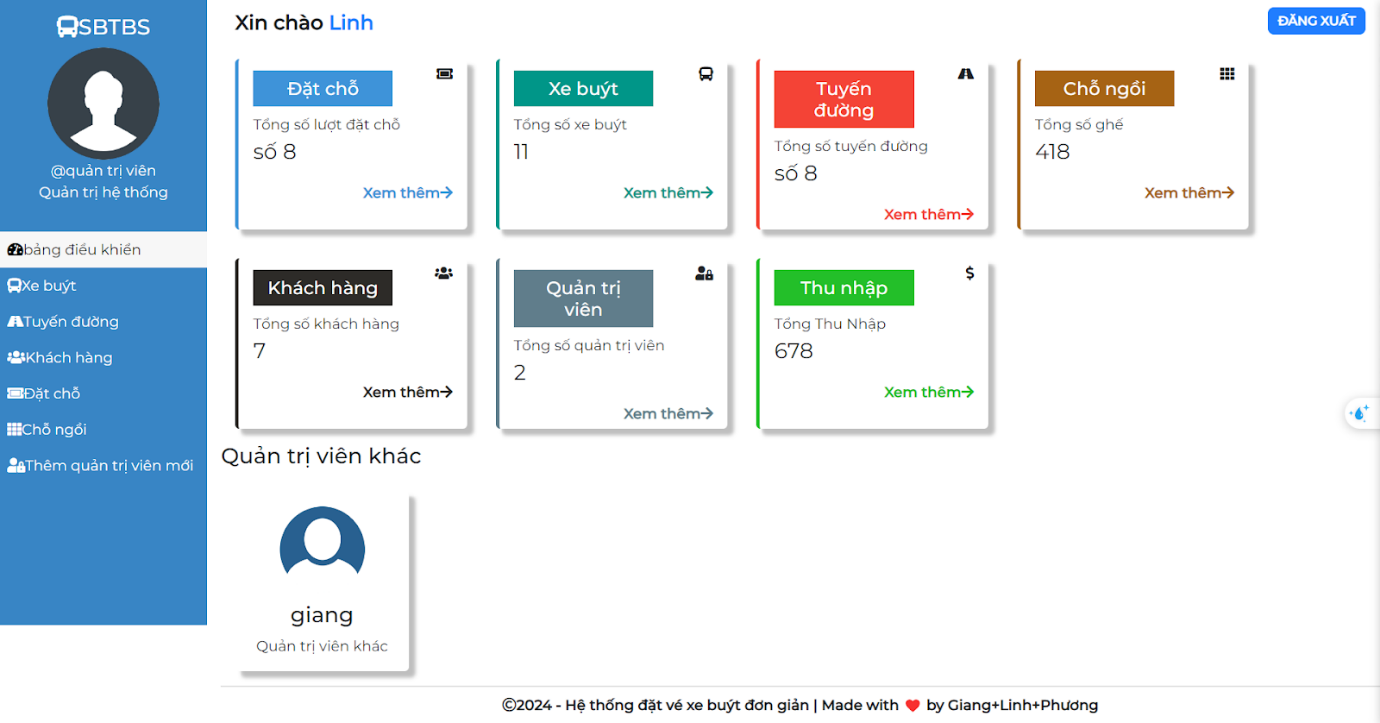 SBTBS
@quản trị viên
Quản trị hệ thống
bảng điều khiển
Xe buýt
Tuyến đường
Khách hàng
Đặt chỗ
Chỗ ngồi
Thêm quản trị viên mới
Xin chào Linh
ĐĂNG XUẤT
Đặt chỗ
Tổng số lượt đặt chỗ
số 8
Xem thêm→
Xe buýt
Tổng số xe buýt
11
Xem thêm→
Tuyến
đường
Tổng số tuyến đường
số 8
Xem thêm→
Chỗ ngồi
Tổng số ghế
418
Xem thêm→
Khách hàng
Tổng số khách hàng
7
Xem thêm→
Quản trị
viên
Tổng số quản trị viên
2
Xem thêm→
Thu nhập
$
Tổng Thu Nhập
678
Xem thêm→
Quản trị viên khác
giang
Quản trị viên khác
©2024 - Hệ thống đặt vé xe buýt đơn giản | Made with ❤ by Giang+Linh+Phương